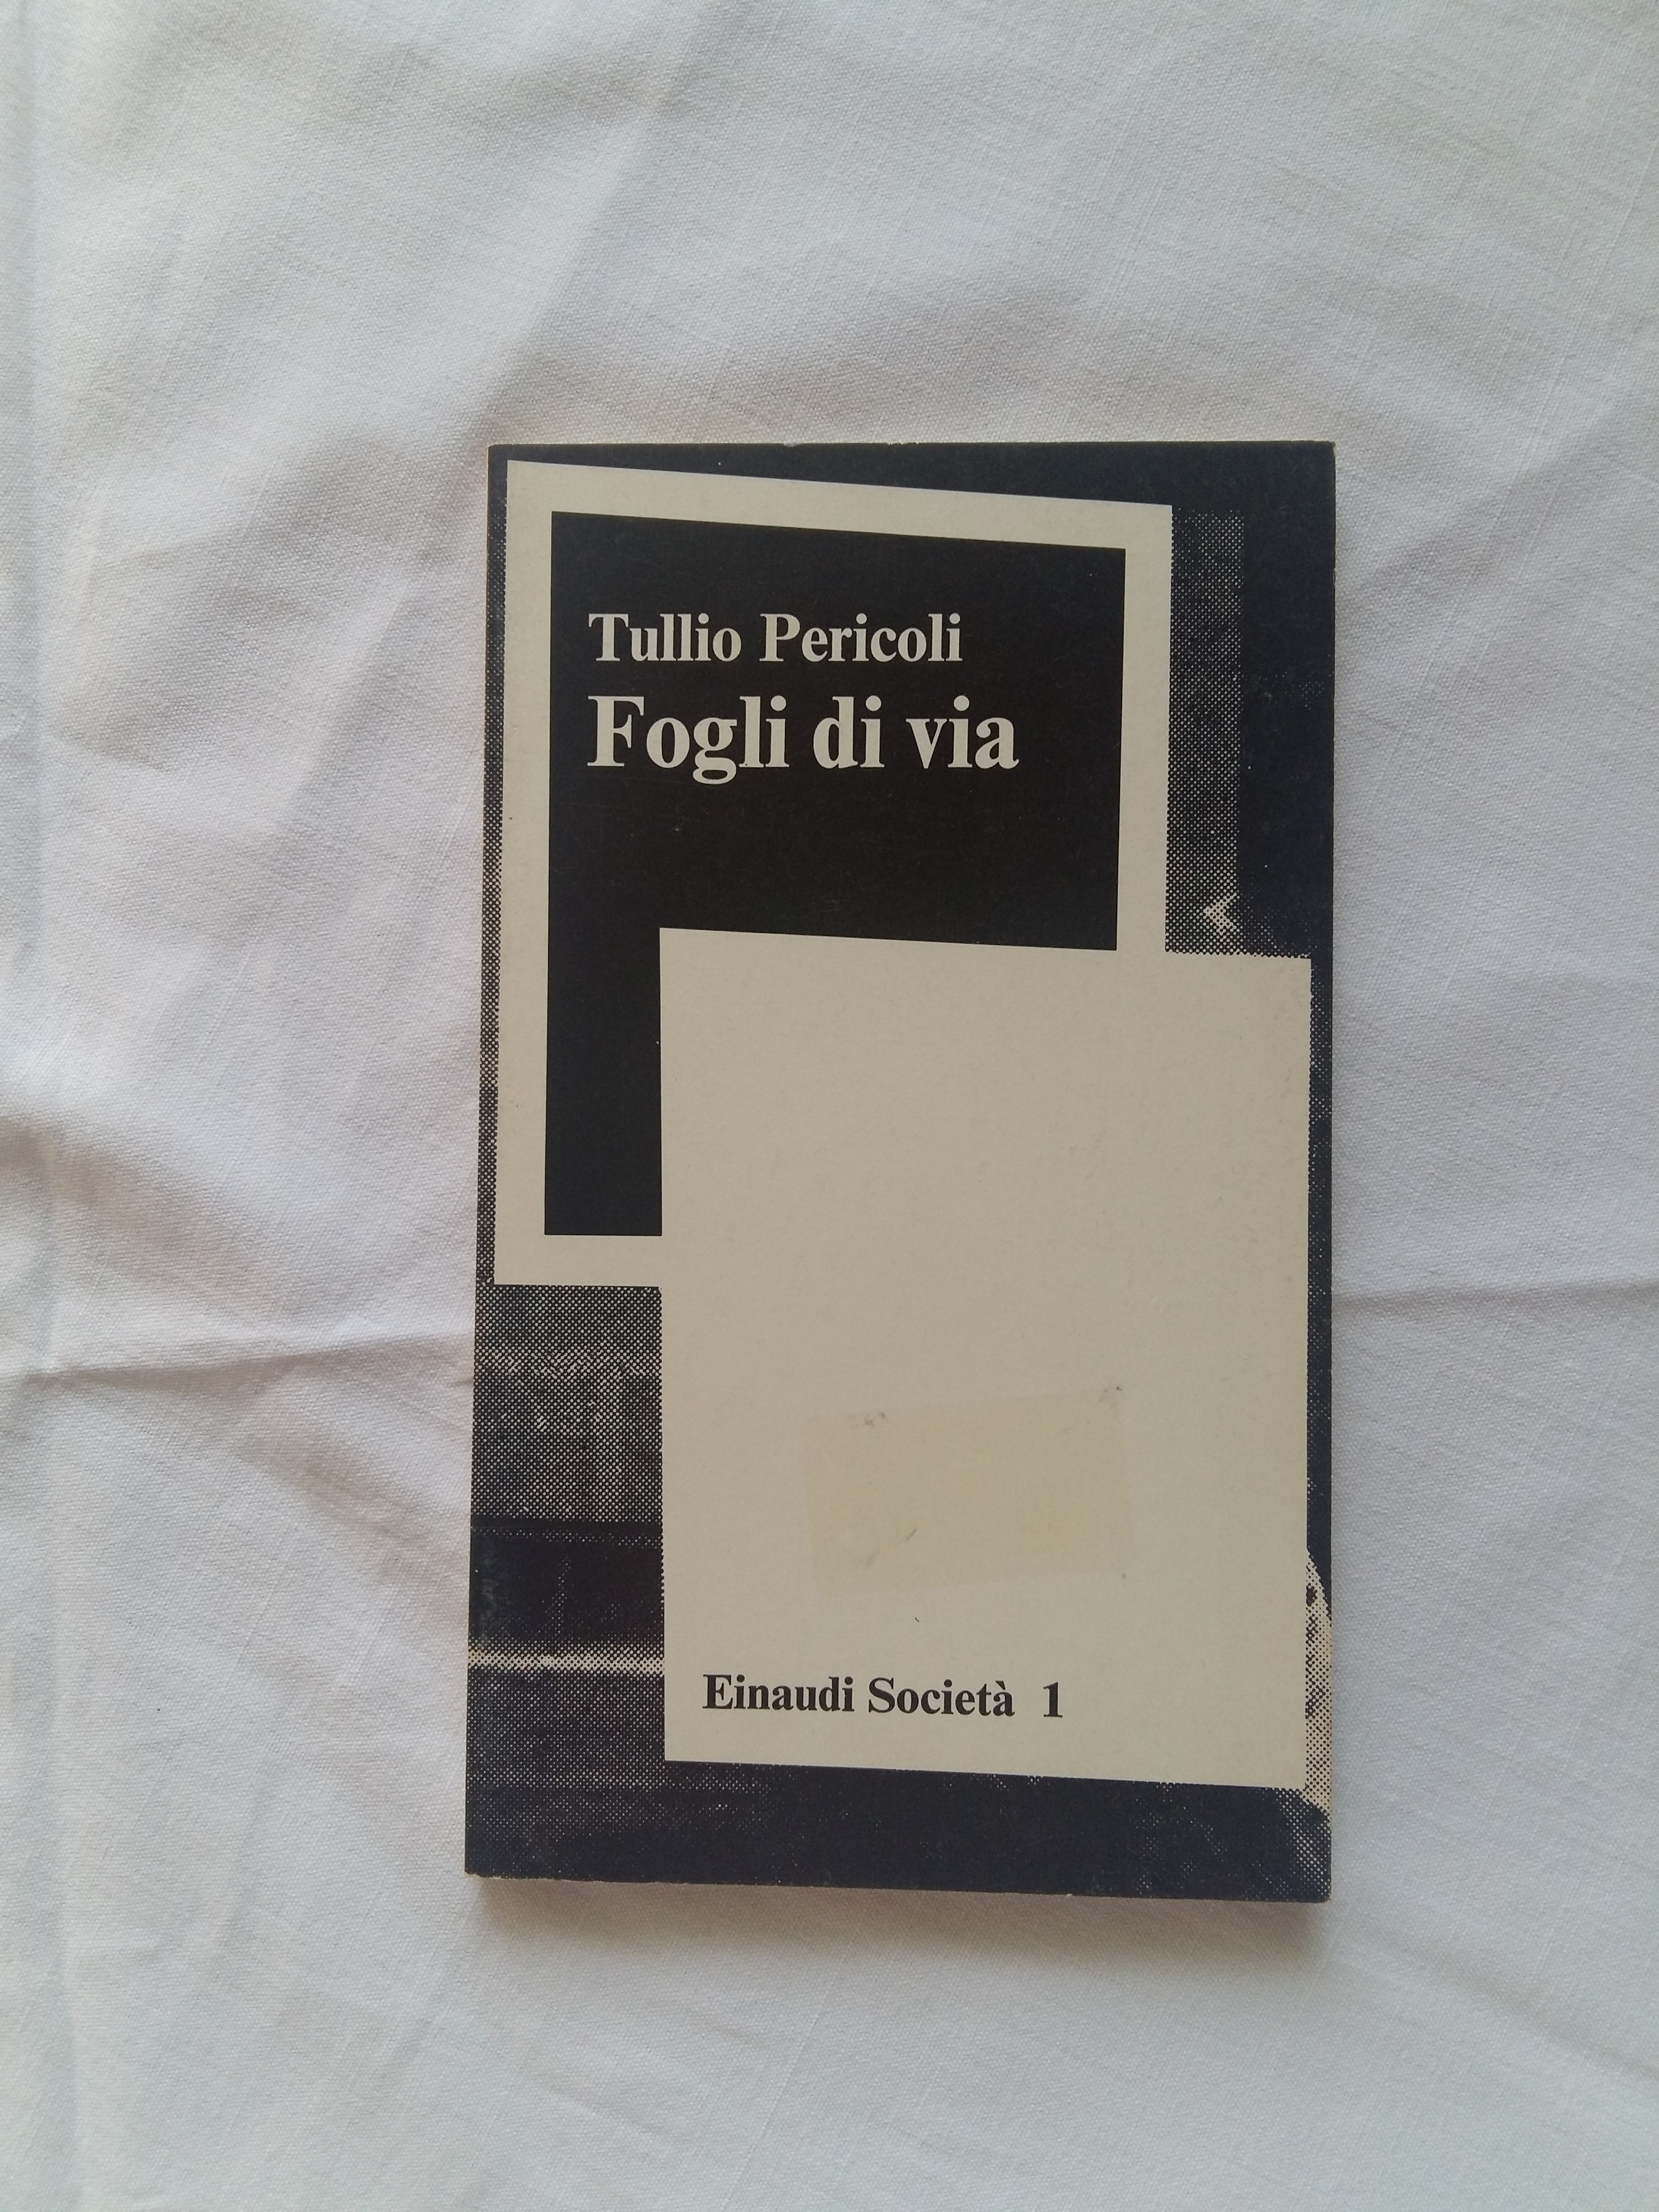 Tullio Pericoli
Fogli di via
Einaudi Società 1